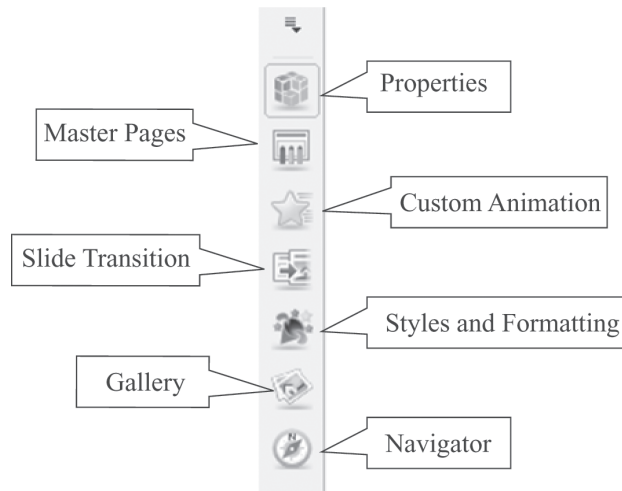 Properties
Master Pages
Custom Animation
Slide Transition
Styles and Formatting
Gallery
N
Navigator